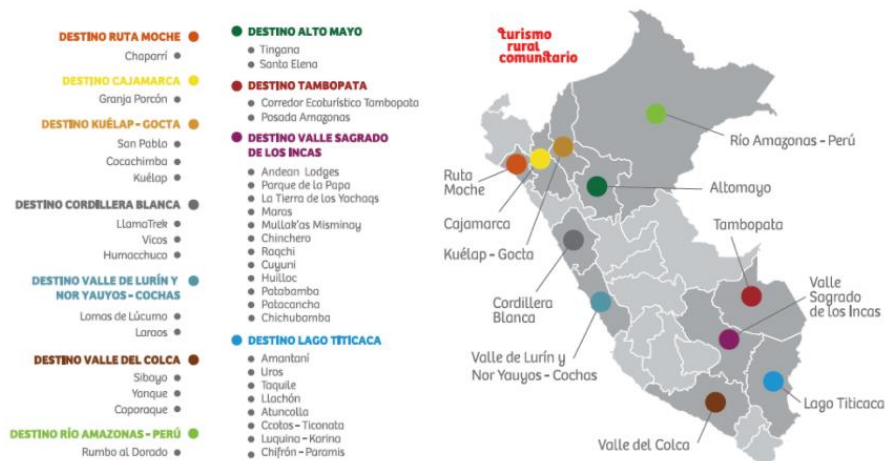 DESTINO RUTA MOCHE
Chaparrí
DESTINO CAJAMARCA
Granja Porcón
DESTINO KUÉLAP - GOCTA
San Pablo
Cocachimba
Kuélap
DESTINO CORDILLERA BLANCA
LlamaTrek
Vicos
Humacchuco
DESTINO VALLE DE LURÍN Y
NOR YAUYOS - COCHAS
Lomas de Lúcumo
Laraos
DESTINO VALLE DEL COLCA
Sibayo
Yanque
Coporaque
DESTINO RÍO AMAZONAS - PERÚ
Rumbo al Dorado
DESTINO ALTO MAYO
Tingana
Santa Elena
DESTINO TAMBOPATA
Corredor Ecoturístico Tambopata
Posada Amazonas
DESTINO VALLE SAGRADO
DE LOS INCAS
Andean Lodges
Parque de la Papa
La Tierra de los Yachaqs
Maras
Mullak'as Misminay
Chinchero
Raqchi
Cuyuni
Huilloc
Patabamba
Patacancha
Chichubamba
DESTINO LAGO TITICACA
Amantaní
Uros
Taquile
Llachón
Atuncolla
Ccotos - Ticonata
Luquina - Karina
Chifrón - Paramis
turismo
rural
comunitario
Río Amazonas - Perú
Ruta
Moche
Altomayo
Cajamarca
Tambopata
Kuélap - Gocta
Valle
Sagrado
de los Incas
Cordillera
Blanca
Valle de Lurín y
Nor Yauyos - Cochas
Lago Titicaca
Valle del Colca